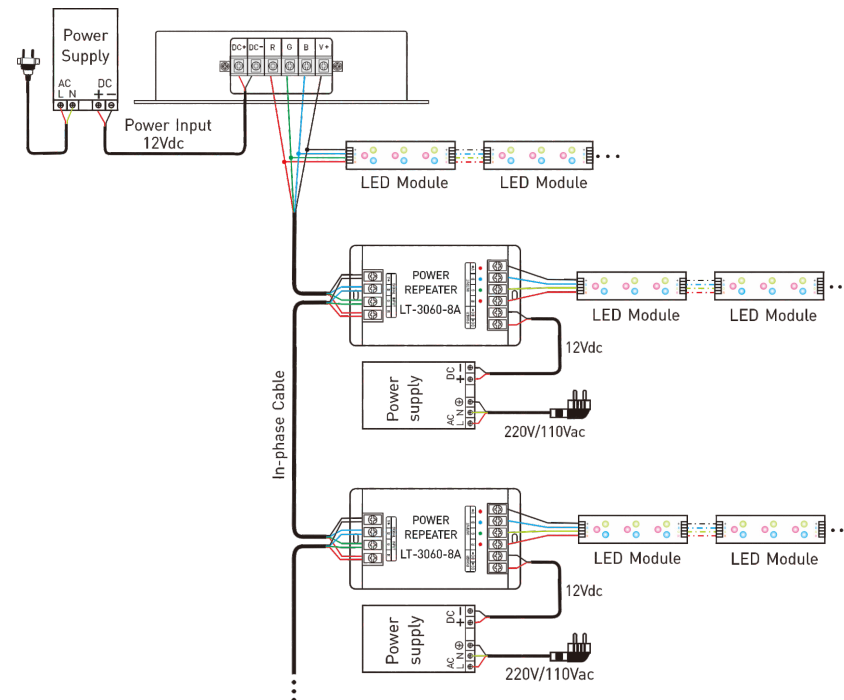 Power
Supply
AC
DC
L N
+ −
DC+ DC− R G B V+
Power Input
12Vdc
LED Module
LED Module
POWER
REPEATER
LT-3060-8A
LED Module
LED Module
12Vdc
Power
supply
DC
− +
AC
L N
220V/110Vac
In-phase Cable
POWER
REPEATER
LT-3060-8A
LED Module
LED Module
12Vdc
Power
supply
DC
− +
AC
L N
220V/110Vac